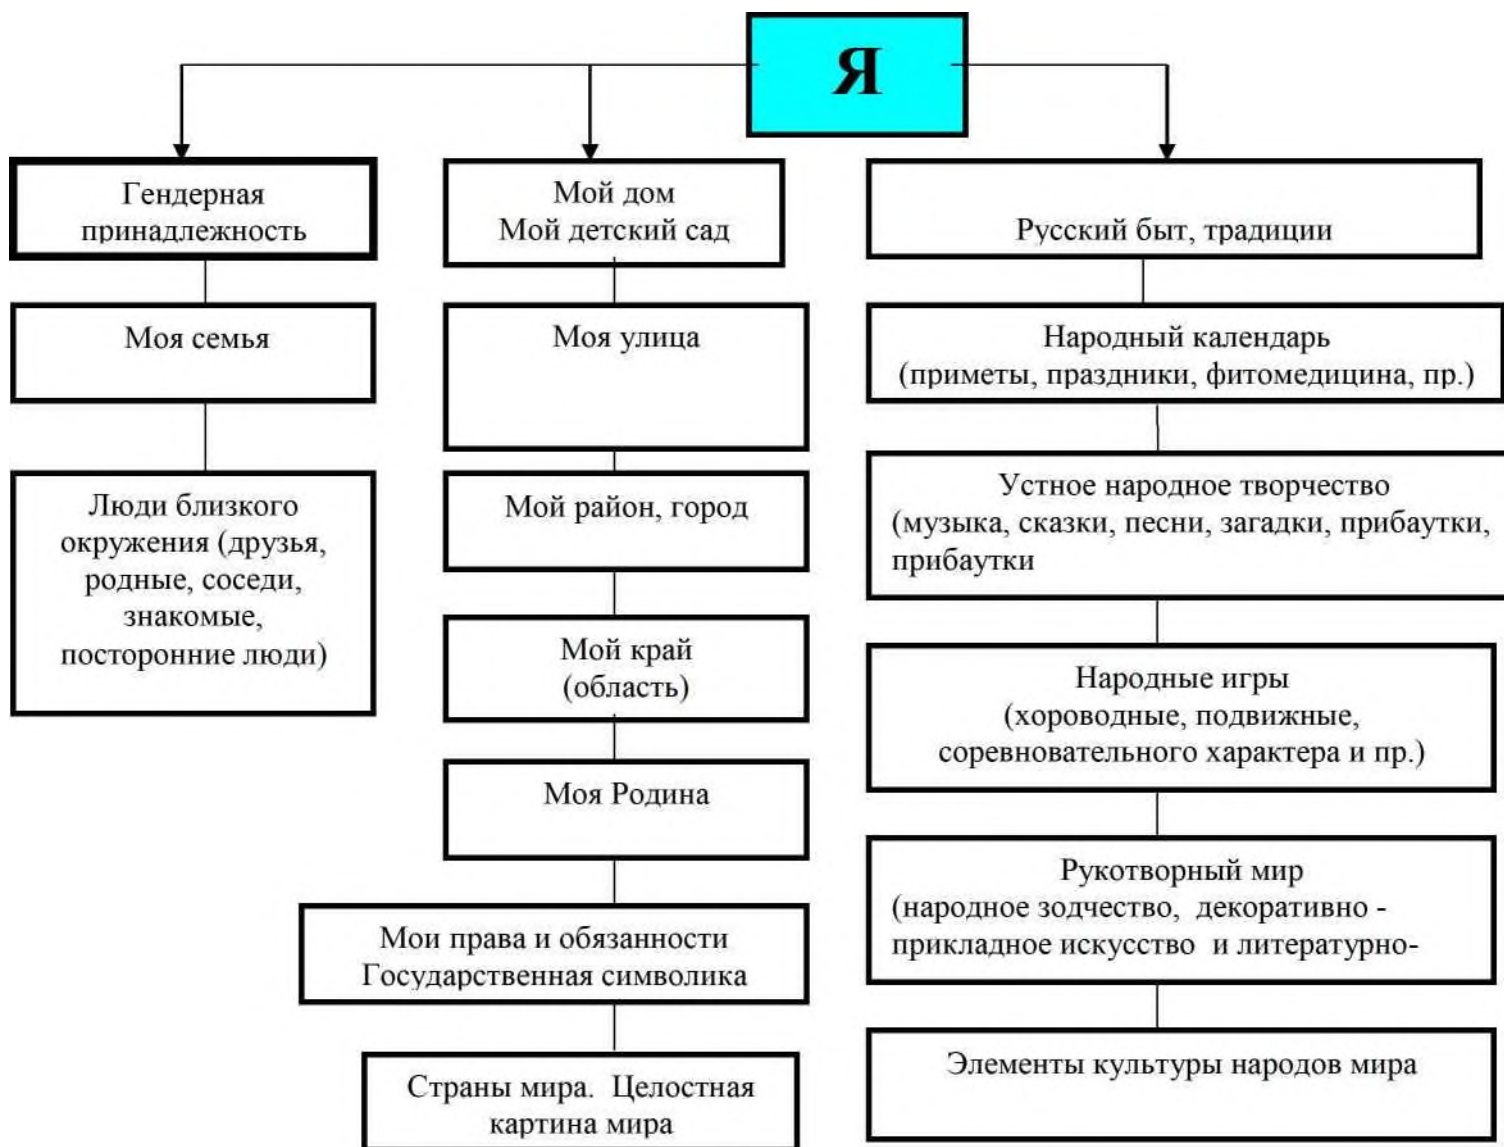 Я
Гендерная
принадлежность
Моя семья
Люди близкого
окружения (друзья,
родные, соседи,
знакомые,
посторонние люди)
Мой дом
Мой детский сад
Моя улица
Мой район, город
Мой край
(область)
Моя Родина
Мои права и обязанности
Государственная символика
Страны мира. Целостная
картина мира
Русский быт, традиции
Народный календарь
(приметы, праздники, фитомедицина, пр.)
Устное народное творчество
(музыка, сказки, песни, загадки, прибаутки,
прибаутки
Народные игры
(хороводные, подвижные,
соревновательного характера и пр.)
Рукотворный мир
(народное зодчество, декоративно -
прикладное искусство и литературно-
Элементы культуры народов мира